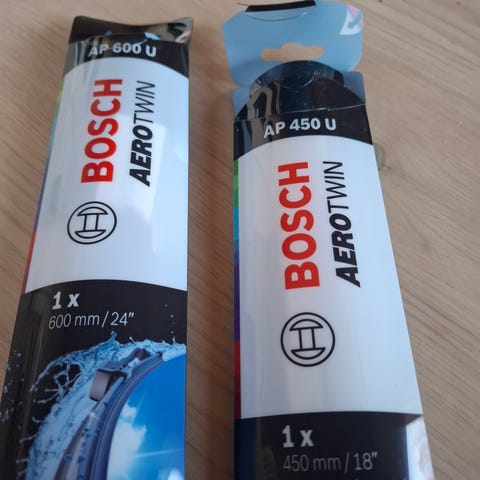 AP 600 U
BOSCH
AEROTWIN
1 x
600 mm / 24"
AP 450 U
BOSCH
AEROTWIN
1 x
450 mm / 18"